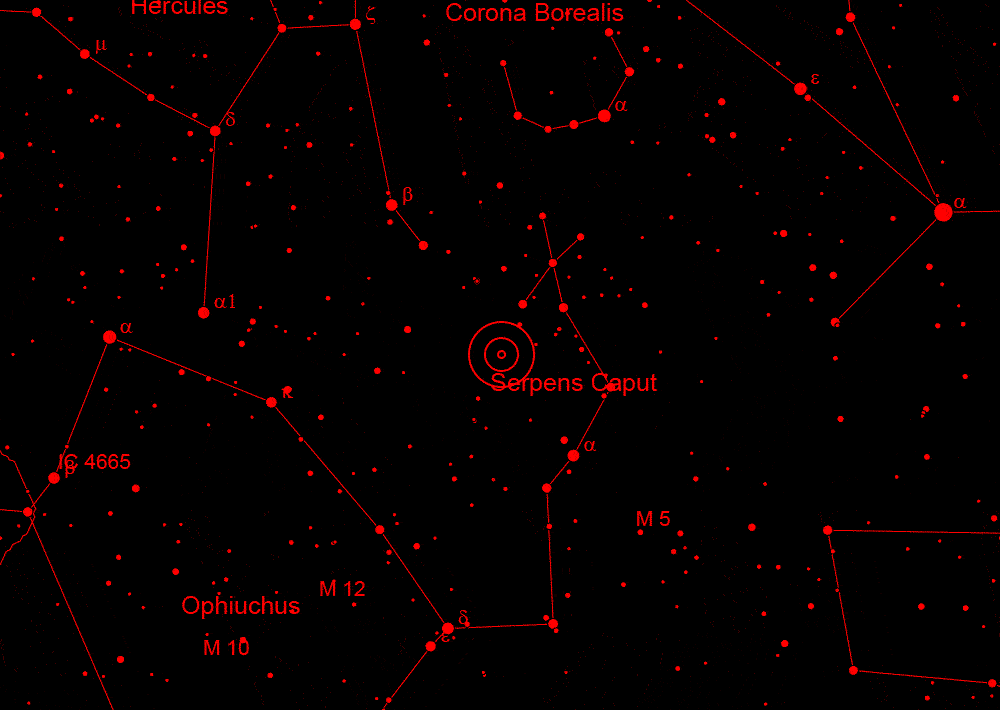 Hercules
Corona Borealis
ζ
μ
ε
α
δ
β
α
α1
α
Serpens Caput
κ
α
IC 4665
β
M 5
M 12
Ophiuchus
δ
ε
M 10